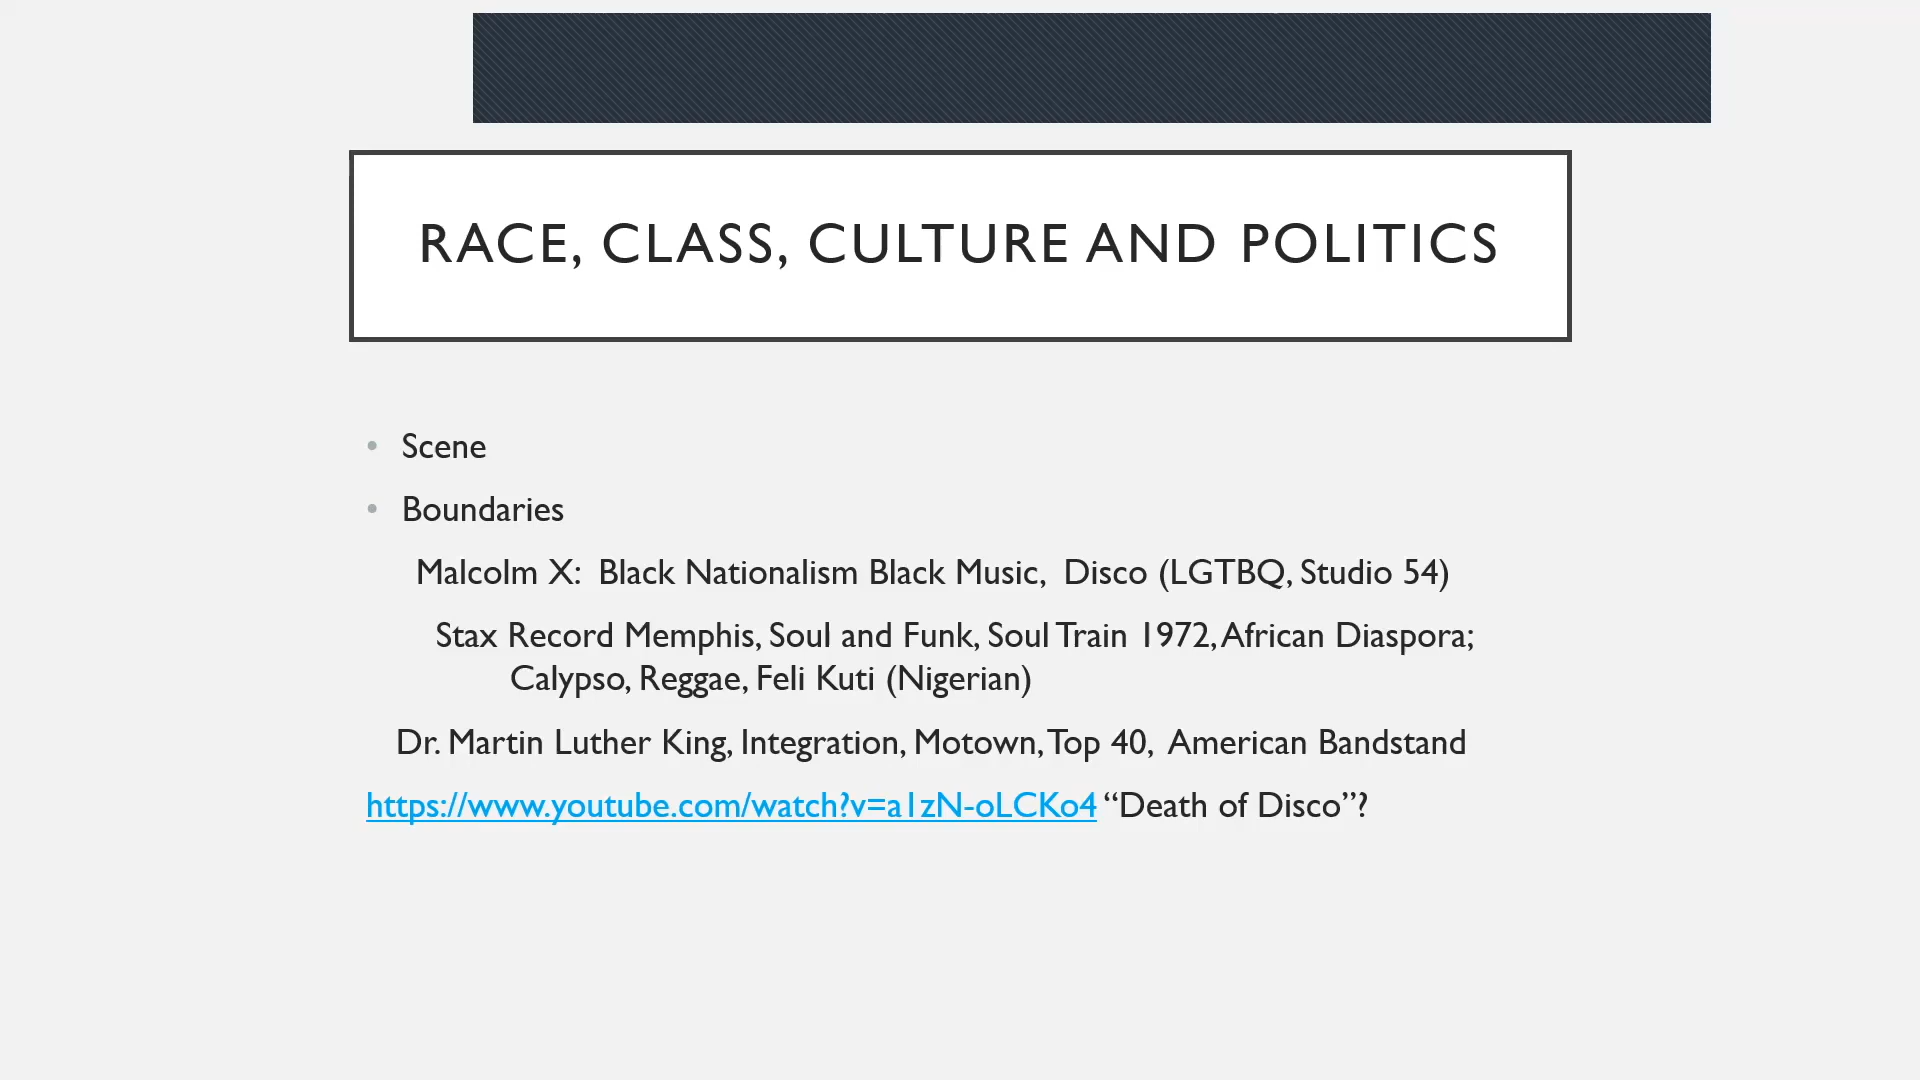 RACE, CLASS, CULTURE AND POLITICS
• Scene
• Boundaries
Malcolm X: Black Nationalism Black Music, Disco (LGTBQ, Studio 54)
Stax Record Memphis, Soul and Funk, Soul Train 1972, African Diaspora;
Calypso, Reggae, Feli Kuti (Nigerian)
Dr. Martin Luther King, Integration, Motown, Top 40, American Bandstand
https://www.youtube.com/watch?v=a1zN-oLCKo4 “Death of Disco”?